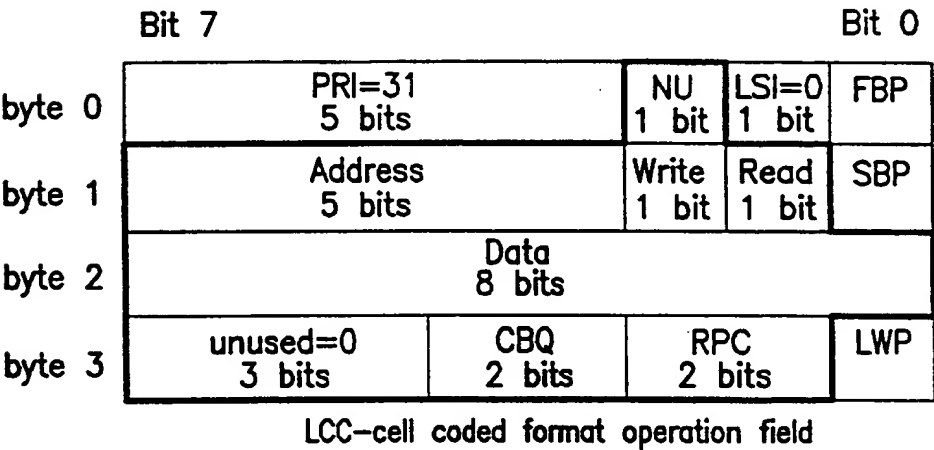 Bit 7 Bit 0
byte 0 PRI=31 NU LSI=0 FBP
5 bits 1 bit 1 bit
byte 1 Address Write Read SBP
5 bits 1 bit 1 bit
byte 2 Data
8 bits
byte 3 unused=0 CBQ RPC LWP
3 bits 2 bits 2 bits
LCC-cell coded format operation field